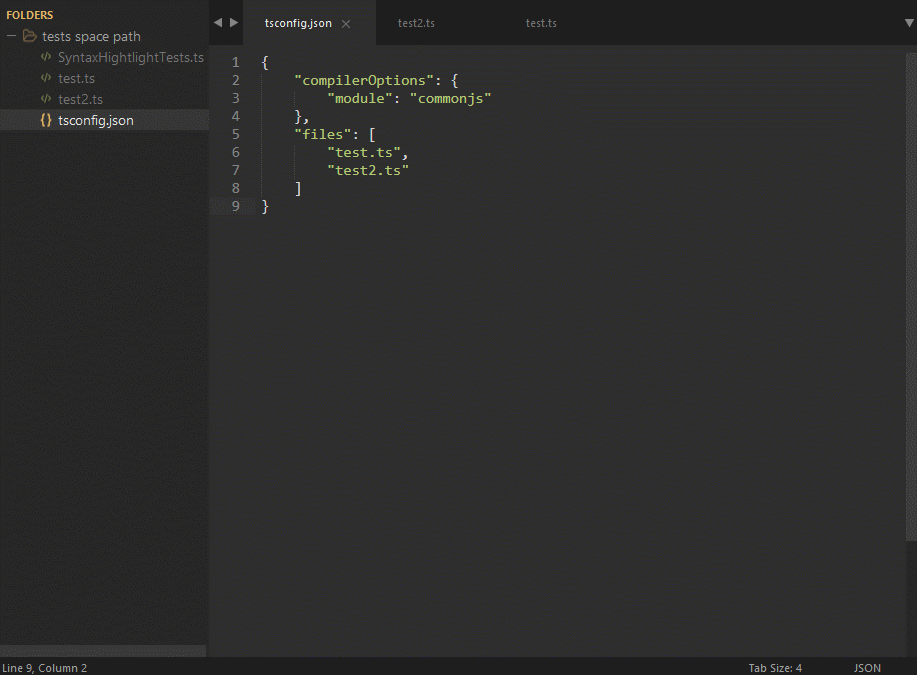 FOLDERS
tests space path
SyntaxHightlightTests.ts
test.ts
test2.ts
tsconfig.json
tsconfig.json test2.ts test.ts
1 {
2 "compilerOptions": {
3 "module": "commonjs"
4 },
5 "files": [
6 "test.ts",
7 "test2.ts"
8 ]
9 }
Line 9, Column 2 Tab Size: 4 JSON